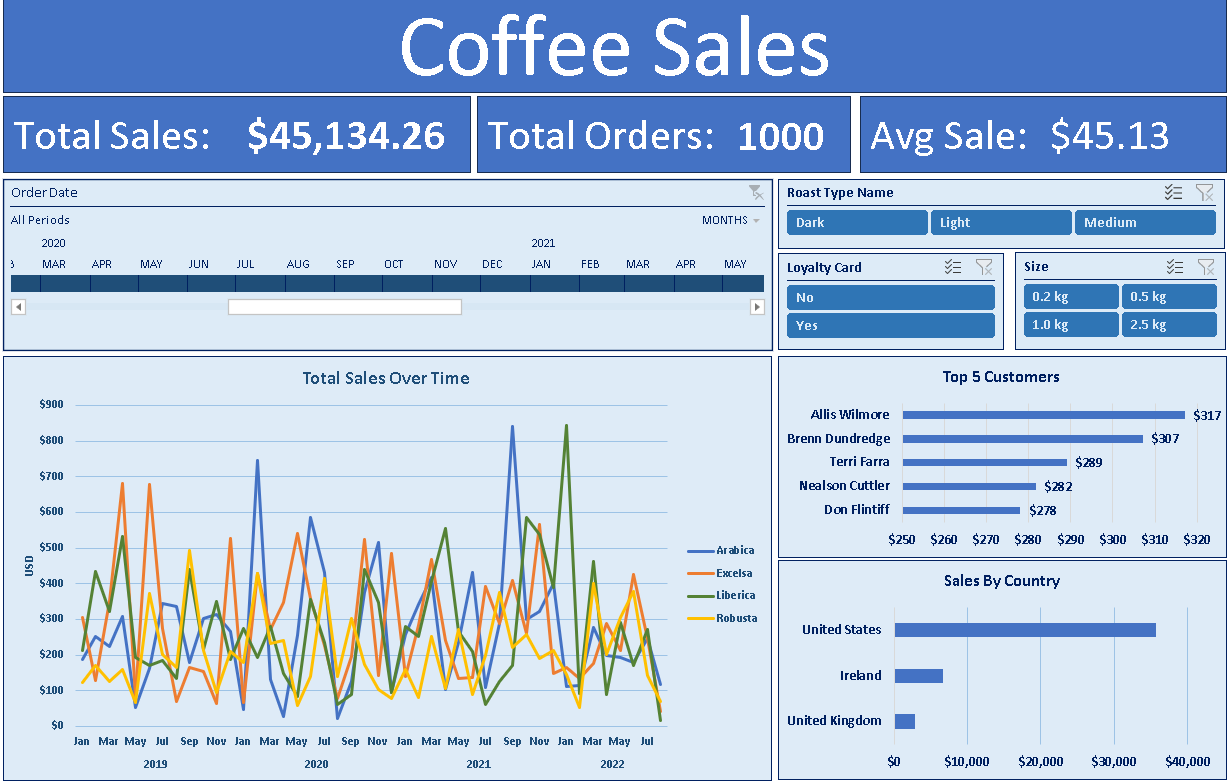 Coffee Sales
Total Sales: $45,134.26
Total Orders: 1000
Avg Sale: $45.13
Order Date
All Periods
MONTHS
2020 2021
MAR APR MAY JUN JUL AUG SEP OCT NOV DEC JAN FEB MAR APR MAY
Roast Type Name
Dark Light Medium
Loyalty Card
No
Yes
Size
0.2 kg 0.5 kg
1.0 kg 2.5 kg
Total Sales Over Time
$900
$800
$700
$600
$500
$400
$300
$200
$100
$0
USD
Jan Mar May Jul Sep Nov Jan Mar May Jul Sep Nov Jan Mar May Jul Sep Nov Jan Mar May Jul
2019 2020 2021 2022
Arabica
Excelsa
Liberica
Robusta
Top 5 Customers
Allis Wilmore $317
Brenn Dundredge $307
Terri Farra $289
Nealson Cuttler $282
Don Flintiff $278
$250 $260 $270 $280 $290 $300 $310 $320
Sales By Country
United States
Ireland
United Kingdom
$0 $10,000 $20,000 $30,000 $40,000